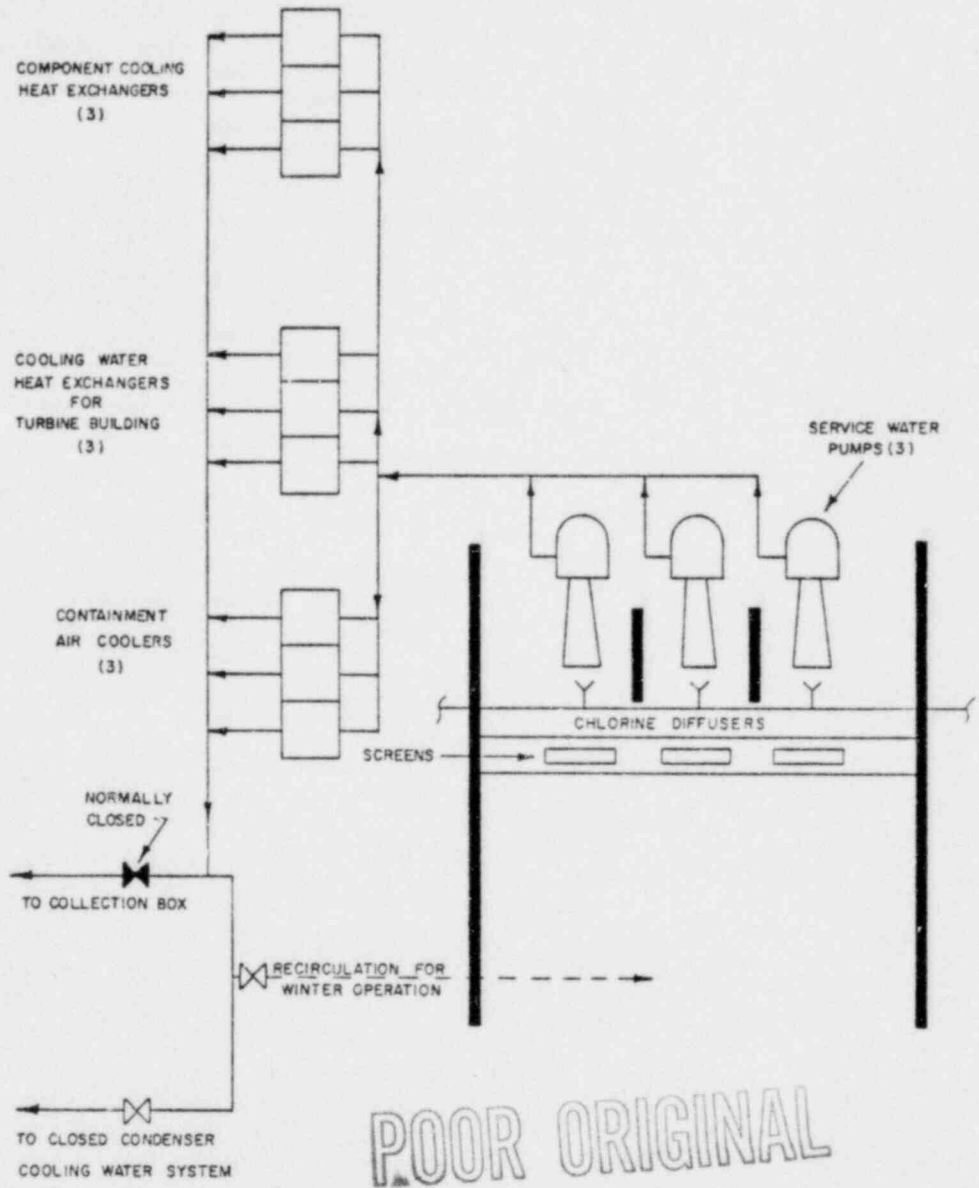 COMPONENT COOLING
HEAT EXCHANGERS
(3)
COOLING WATER
HEAT EXCHANGERS
FOR
TURBINE BUILDING
(3)
SERVICE WATER
PUMPS (3)
CONTAINMENT
AIR COOLERS
(3)
CHLORINE DIFFUSERS
SCREENS
NORMALLY
CLOSED
TO COLLECTION BOX
RECIRCULATION FOR
WINTER OPERATION
TO CLOSED CONDENSER
COOLING WATER SYSTEM
POOR ORIGINAL